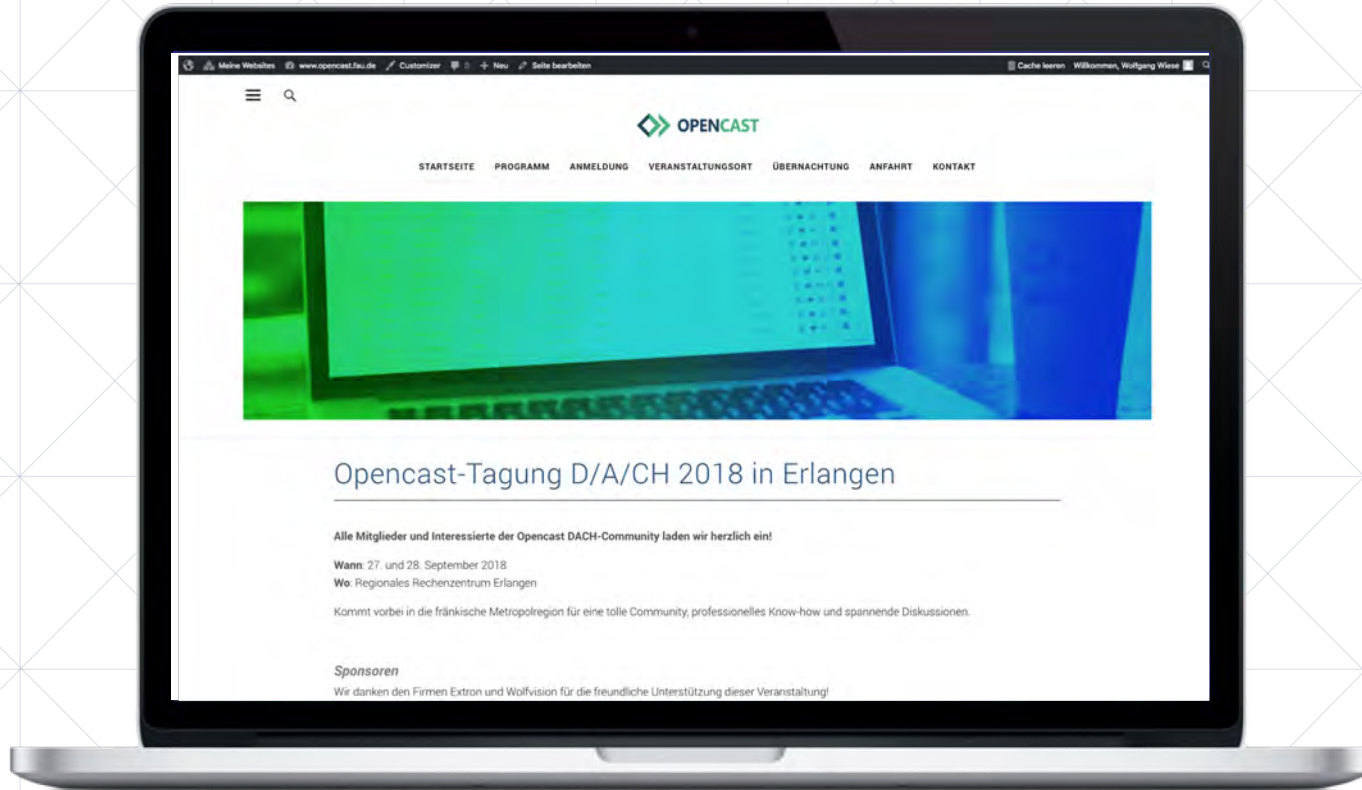 Meine Websites www.opencast.fau.de Customizer 0 + Neu Seite bearbeiten Cache leeren Willkommen, Wolfgang Wiese
OPENCAST
STARTSEITE PROGRAMM ANMELDUNG VERANSTALTUNGSORT ÜBERNACHTUNG ANFAHRT KONTAKT
Opencast-Tagung D/A/CH 2018 in Erlangen
Alle Mitglieder und Interessierte der Opencast DACH-Community laden wir herzlich ein!
Wann: 27. und 28. September 2018
Wo: Regionales Rechenzentrum Erlangen
Kommt vorbei in die fränkische Metropolregion für eine tolle Community, professionelles Know-how und spannende Diskussionen.
Sponsoren
Wir danken den Firmen Extron und Wolfvision für die freundliche Unterstützung dieser Veranstaltung!